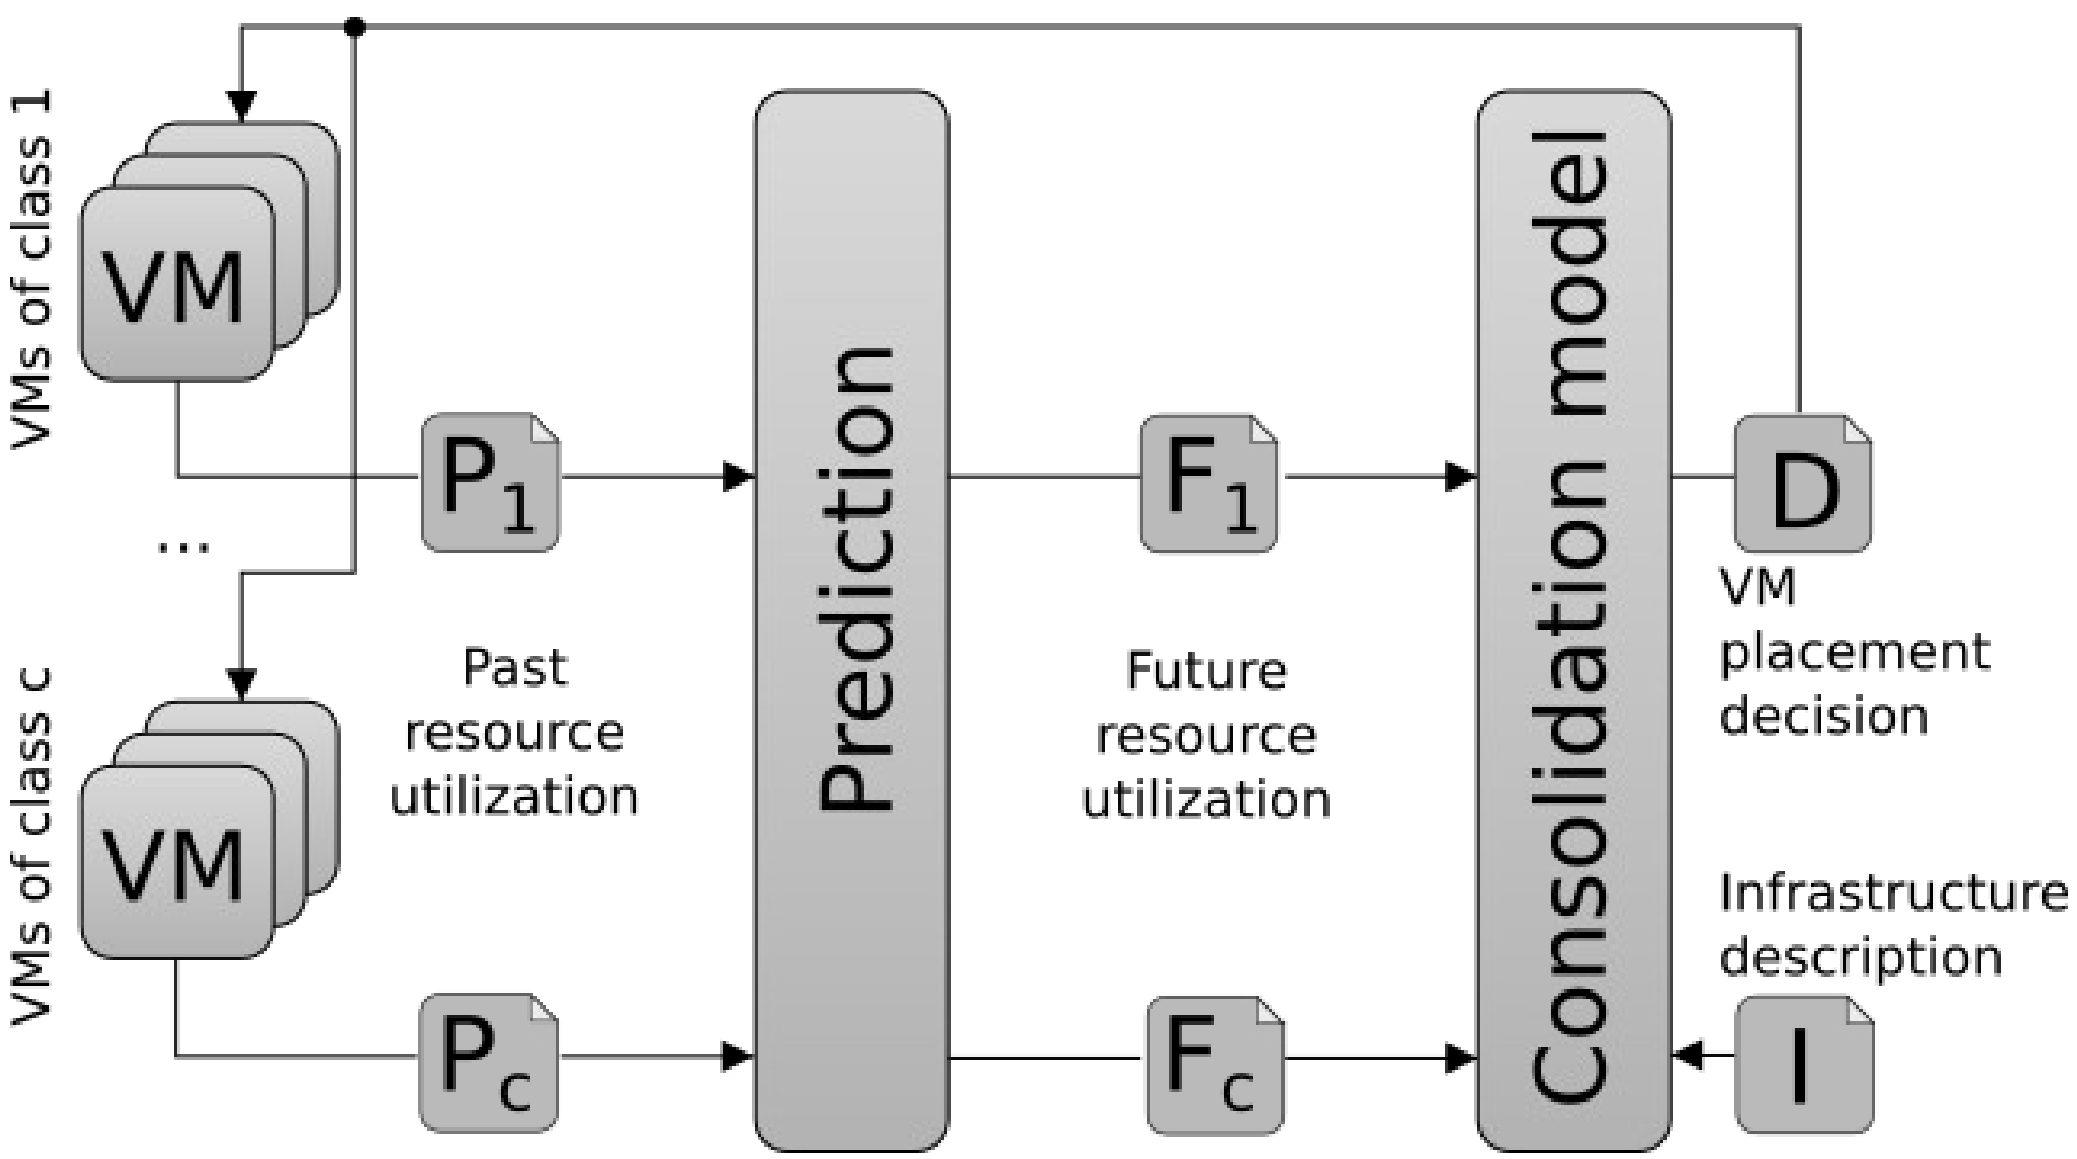 VMs of class 1
VM
P1
...
VMs of class c
VM
Pc
Past
resource
utilization
Prediction
F1
Future
resource
utilization
Fc
Consolidation model
D
VM
placement
decision
Infrastructure
description
I